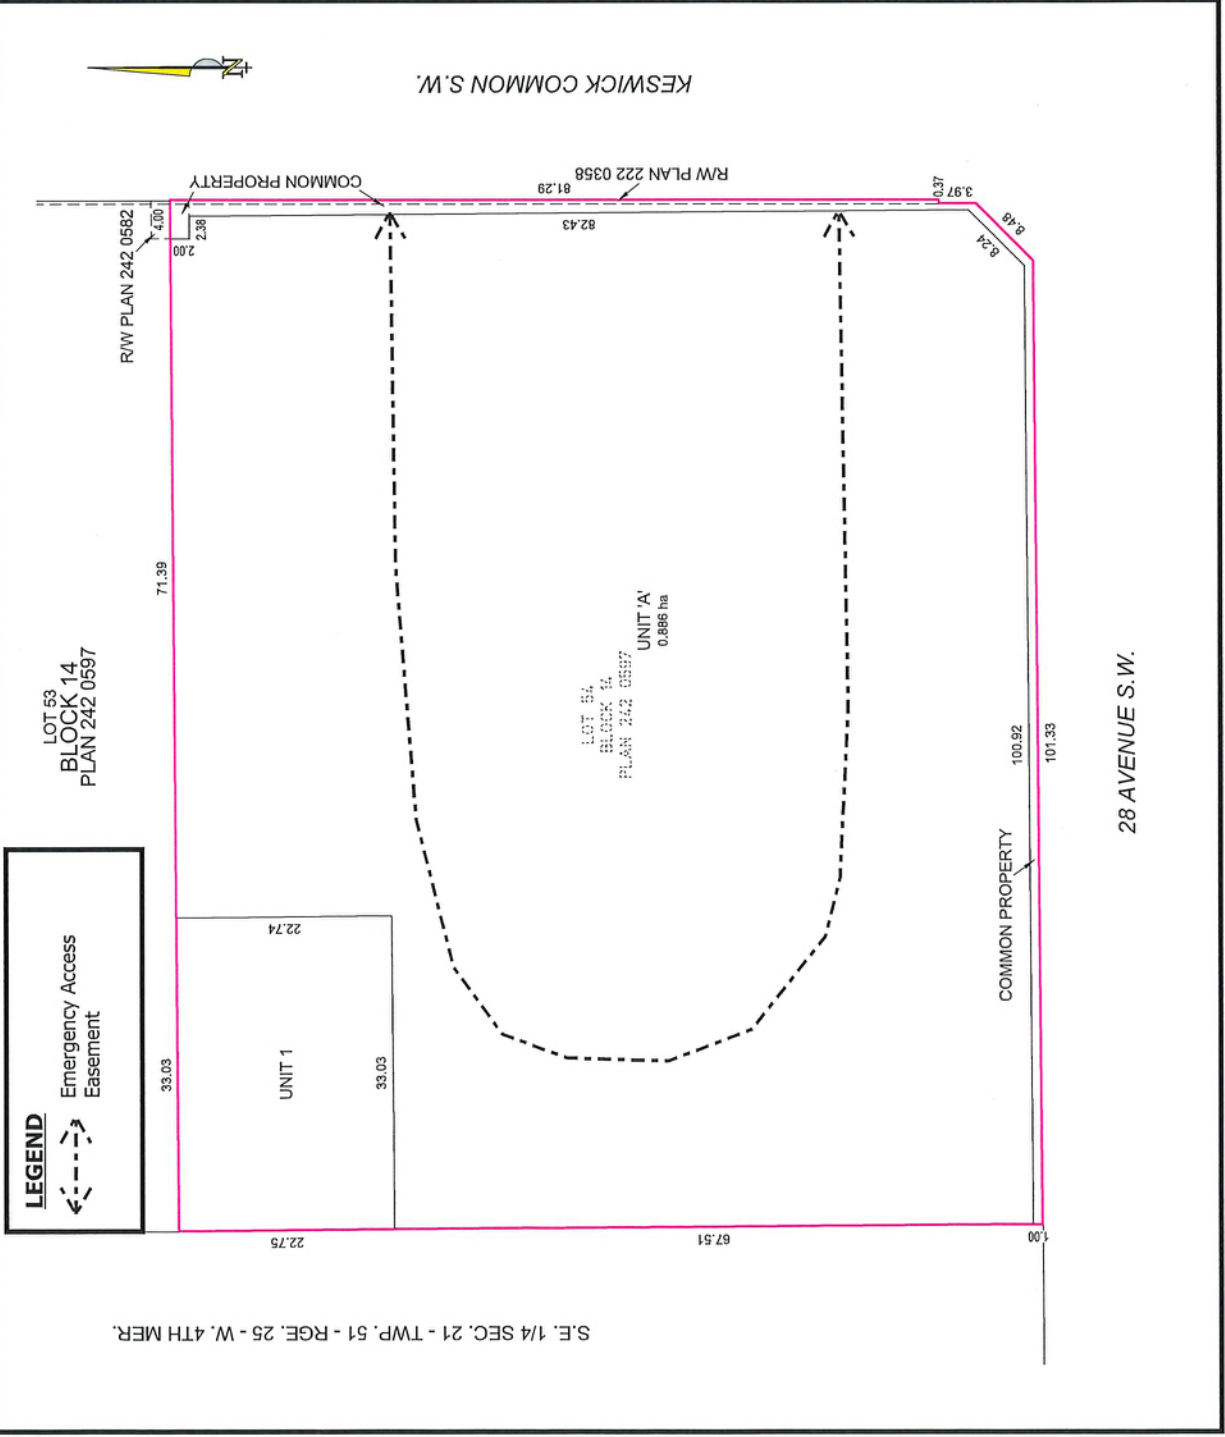 KESWICK COMMON S.W.
N
R/W PLAN 242 0582
4.00
2.00
2.38
COMMON PROPERTY
81.29
R/W PLAN 222 0358
82.43
0.37
3.97
8.48
8.24
71.39
LOT 53
BLOCK 14
PLAN 242 0597
LOT 54
BLOCK 14
PLAN 242 0597
UNIT 'A'
0.886 ha
22.74
33.03
UNIT 1
33.03
22.75
67.51
1.00
100.92
101.33
COMMON PROPERTY
28 AVENUE S.W.
LEGEND
Emergency Access
Easement
S.E. 1/4 SEC. 21 - TWP. 51 - RGE. 25 - W. 4TH MER.